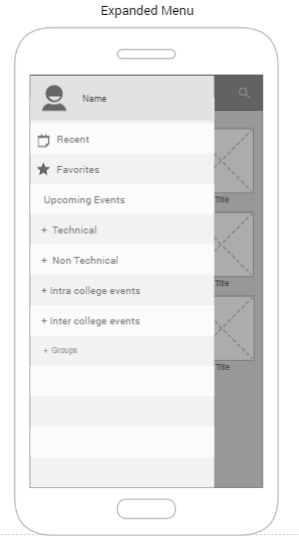 Expanded Menu
Name
Recent
Favorites
Upcoming Events
+ Technical
+ Non Technical
+ Intra college events
+ Inter college events
+ Groups
Title
Title
Title